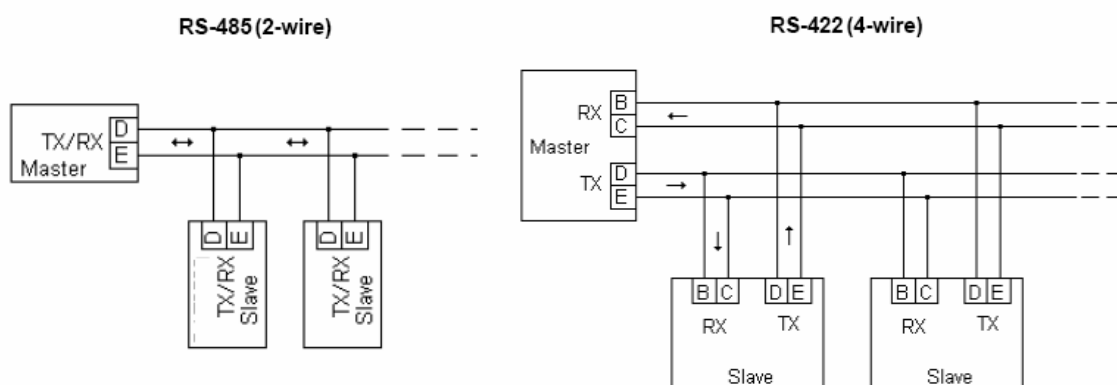 RS-485 (2-wire)
RS-422 (4-wire)
TX/RX
D
E
Master
D E
TX/RX
Slave
D E
TX/RX
Slave
RX
B
C
Master
TX
D
E
B C
D E
RX
TX
Slave
B C
D E
RX
TX
Slave